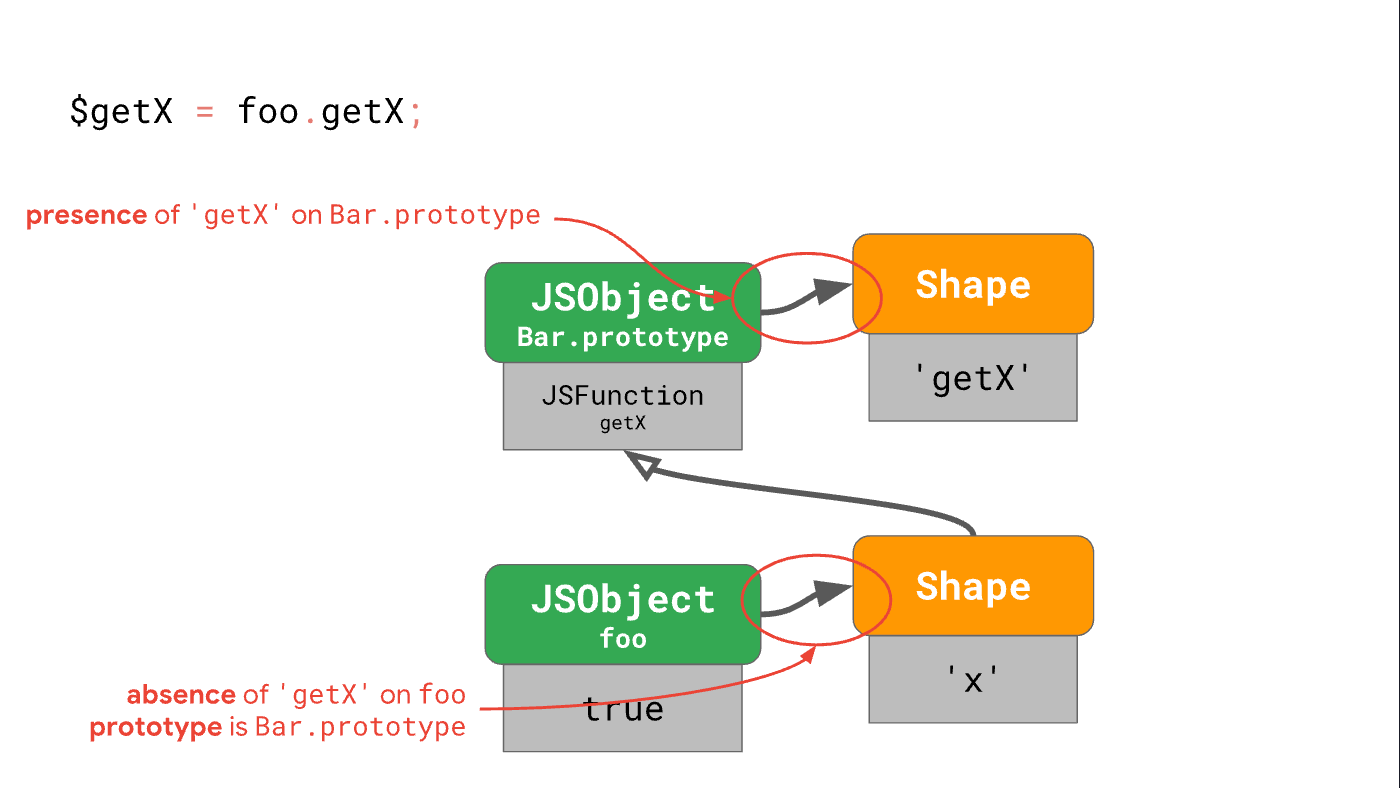 $getX = foo.getX;
presence of 'getX' on Bar.prototype
JSObject
Bar.prototype
JSFunction
getX
Shape
'getX'
JSObject
foo
true
Shape
'x'
absence of 'getX' on foo
prototype is Bar.prototype